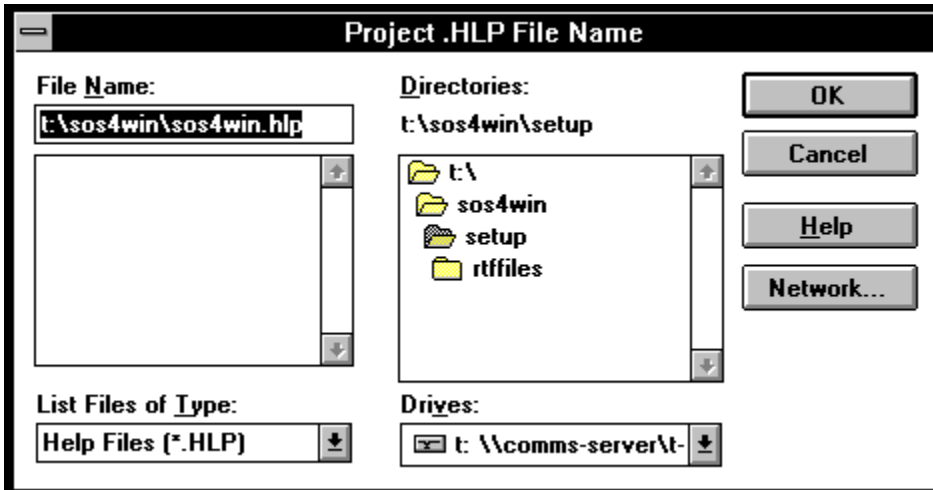 Project .HLP File Name
File Name:
t:\sos4win\sos4win.hlp
Directories:
t:\sos4win\setup
t:\
sos4win
setup
rtffiles
OK
Cancel
Help
Network...
List Files of Type:
Help Files (*.HLP)
Drives:
t: \\comms-server\t-